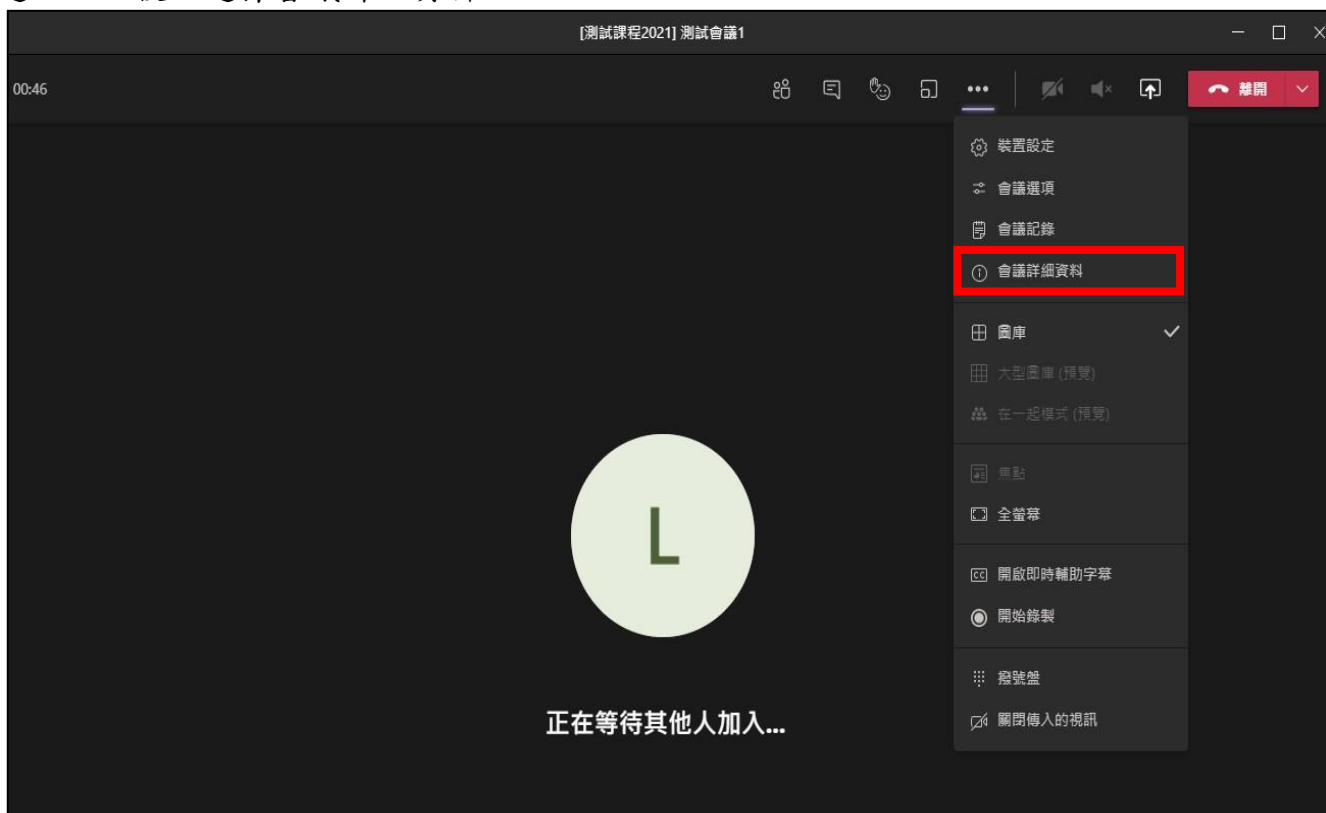 [測試課程2021] 測試會議1
00:46
離開
裝置設定
會議選項
會議記錄
會議詳細資料
圖庫
大型圖庫 (預覽)
在一起模式 (預覽)
焦點
全螢幕
CC 開啟即時輔助字幕
開始錄製
撥號盤
關閉傳入的視訊
L
正在等待其他人加入...